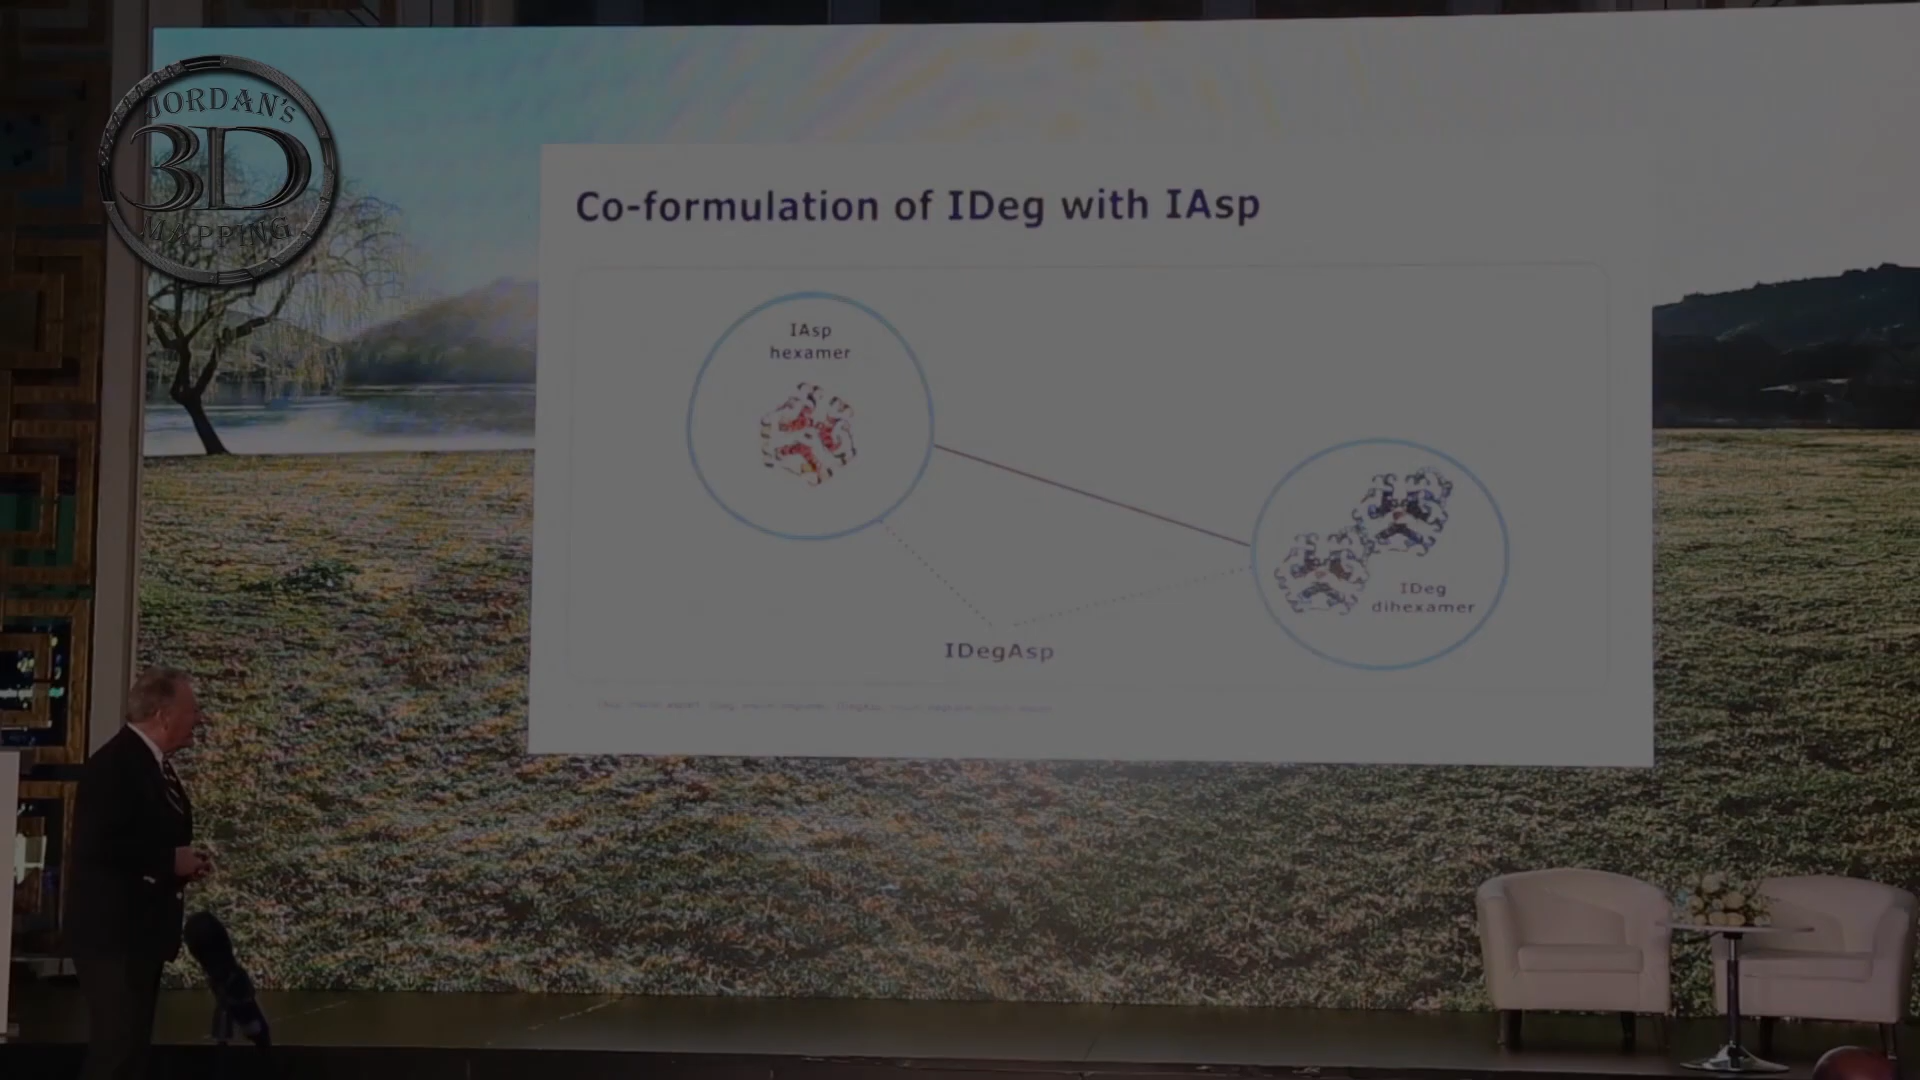 JORDAN's
3D
MAPPING
Co-formulation of IDeg with IAsp
IAsp
hexamer
IDeg
dihexamer
IDegAsp